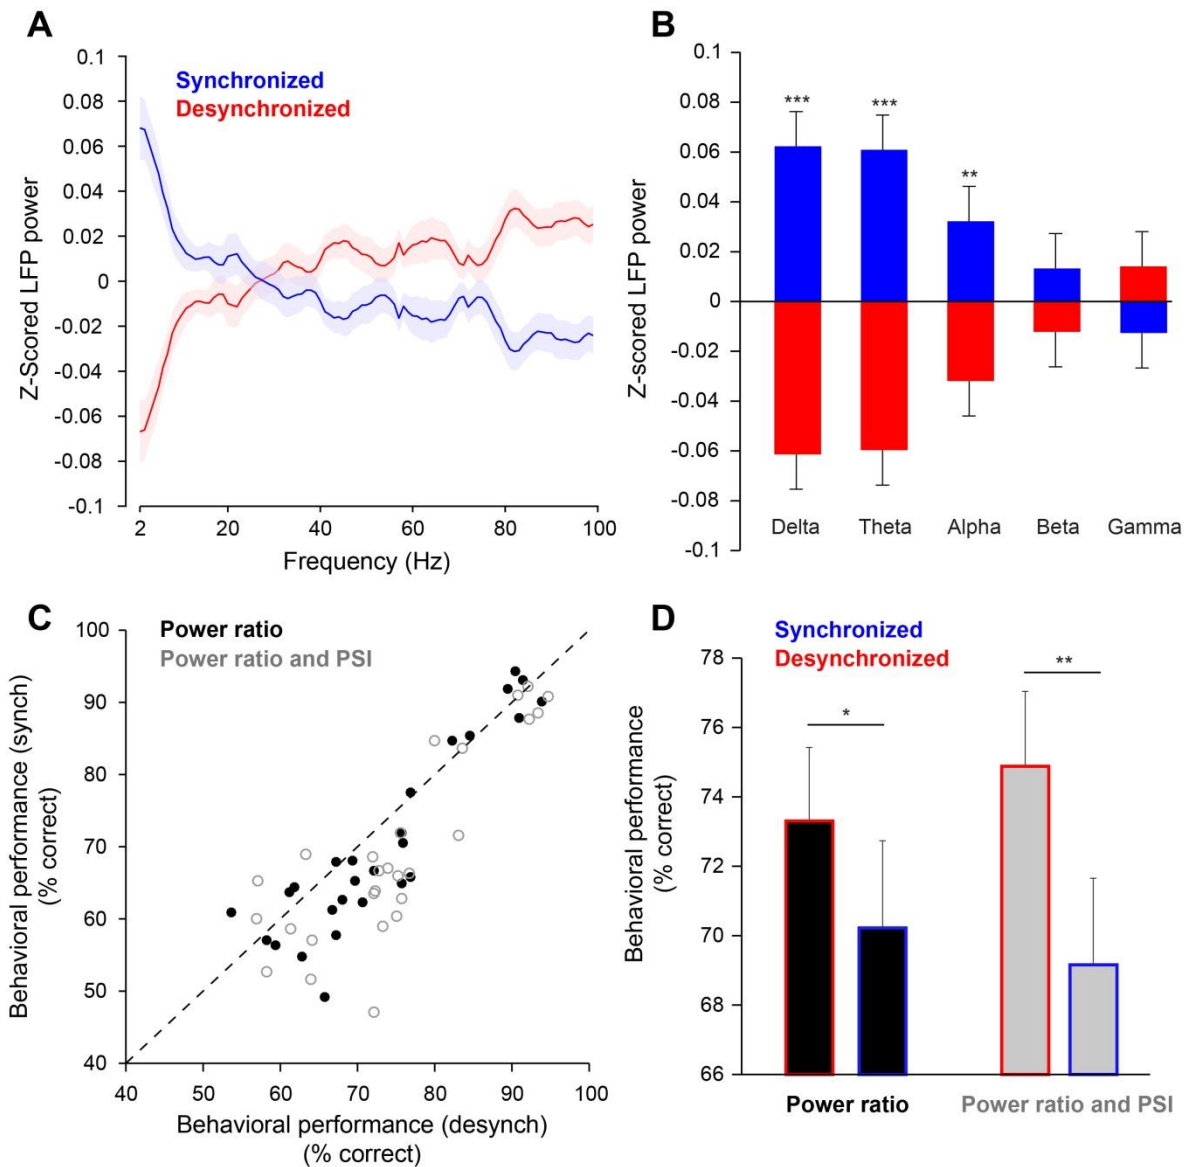 A
Synchronized
Desynchronized
Z-Scored LFP power
0.1
0.08
0.06
0.04
0.02
0
-0.02
-0.04
-0.06
-0.08
-0.1
2
20
40
60
80
100
Frequency (Hz)
B
Z-scored LFP power
0.1
0.08
0.06
0.04
0.02
0
-0.02
-0.04
-0.06
-0.08
-0.1
***
***
**
Delta
Theta
Alpha
Beta
Gamma
C
Power ratio
Power ratio and PSI
Behavioral performance (synch)
(% correct)
100
90
80
70
60
50
40
40
50
60
70
80
90
100
Behavioral performance (desynch)
(% correct)
D
Synchronized
Desynchronized
Behavioral performance
(% correct)
78
76
74
72
70
68
66
*
**
Power ratio
Power ratio and PSI